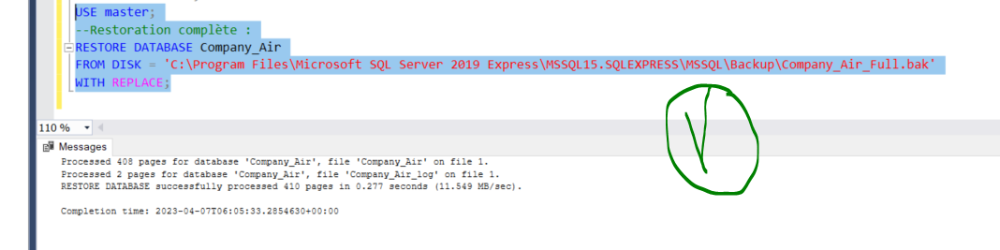 USE master;
--Restoration complète :
RESTORE DATABASE Company_Air
FROM DISK = 'C:\Program Files\Microsoft SQL Server 2019 Express\MSSQL15.SQLEXPRESS\MSSQL\Backup\Company_Air_Full.bak'
WITH REPLACE;
110 %
Messages
Processed 408 pages for database 'Company_Air', file 'Company_Air' on file 1.
Processed 2 pages for database 'Company_Air', file 'Company_Air_log' on file 1.
RESTORE DATABASE successfully processed 410 pages in 0.277 seconds (11.549 MB/sec).
Completion time: 2023-04-07T06:05:33.2854630+00:00